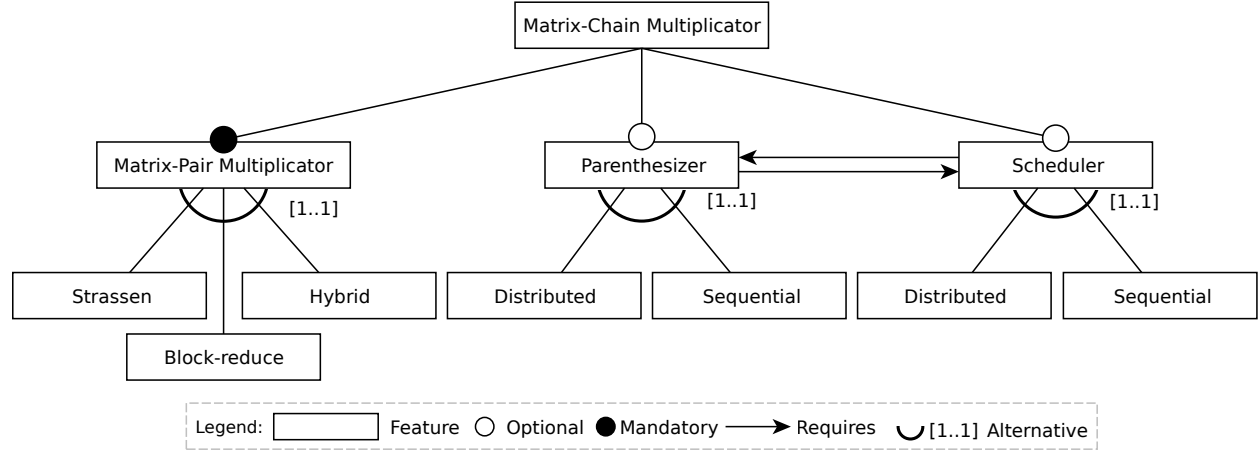 Matrix-Chain Multiplicator
Matrix-Pair Multiplicator
Parenthesizer
Scheduler
[1..1]
[1..1]
[1..1]
Strassen
Hybrid
Distributed
Sequential
Distributed
Sequential
Block-reduce
Legend: Feature Optional Mandatory Requires [1..1] Alternative